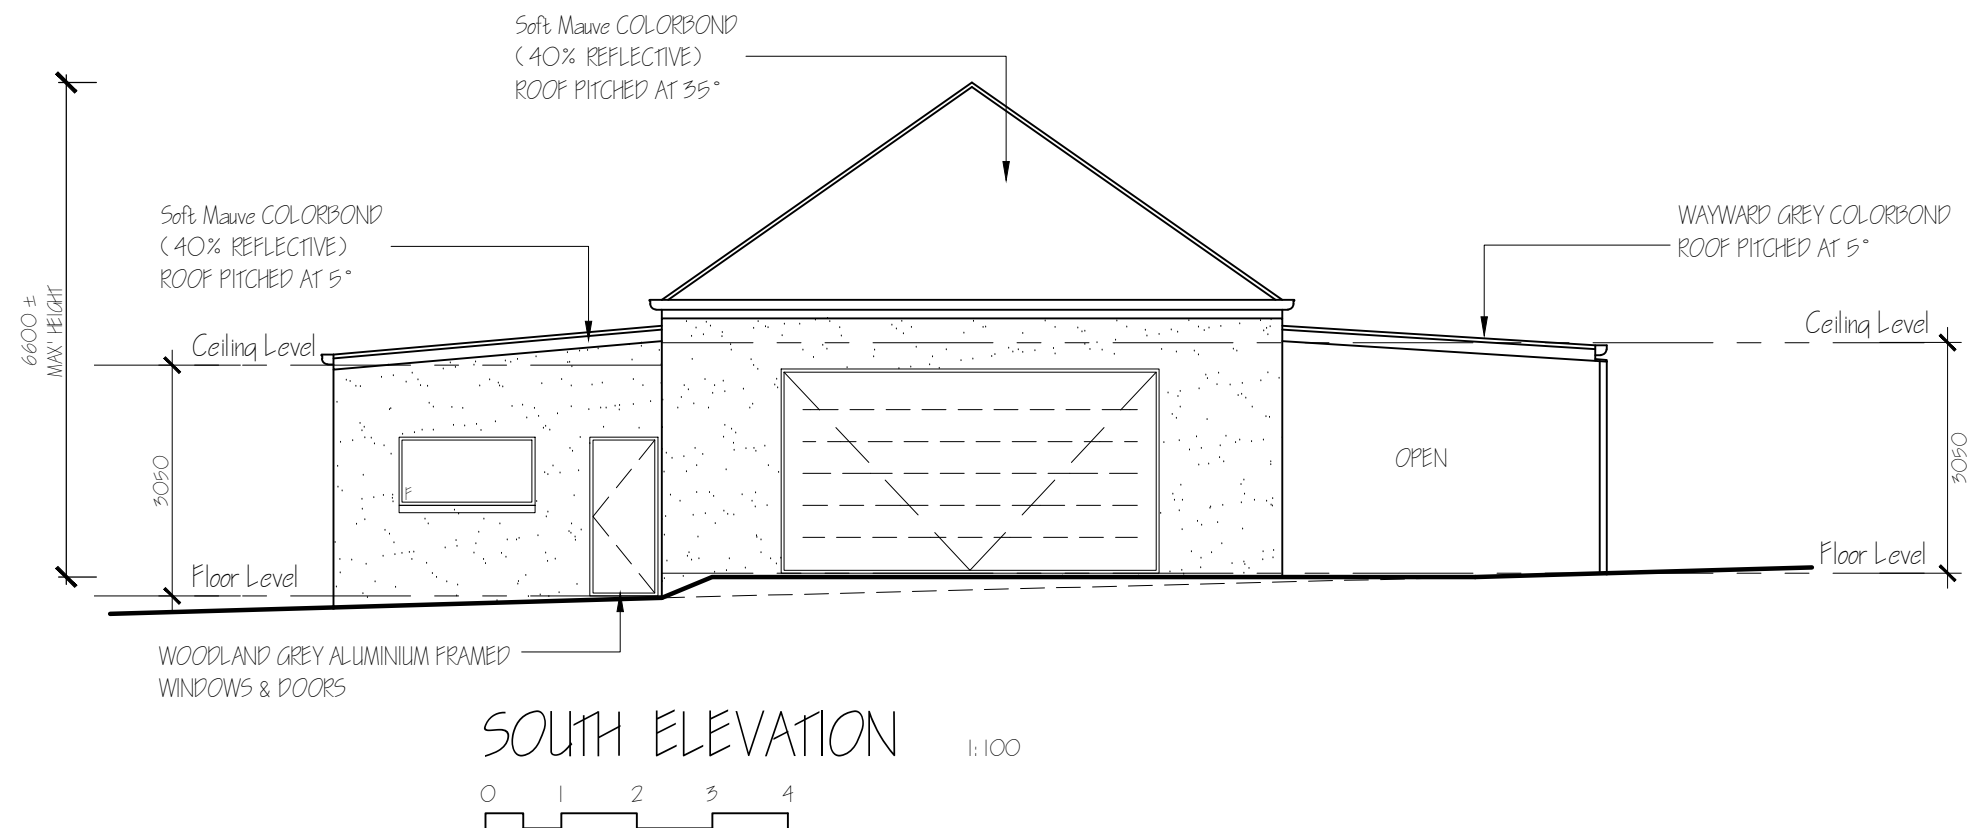 Soft Mauve COLORBOND
(40% REFLECTIVE)
ROOF PITCHED AT 35°
Soft Mauve COLORBOND
(40% REFLECTIVE)
ROOF PITCHED AT 5°
WAYWARD GREY COLORBOND
ROOF PITCHED AT 5°
6600 ±
MAX' HEIGHT
Ceiling Level
Ceiling Level
3050
F
OPEN
3050
Floor Level
Floor Level
WOODLAND GREY ALUMINIUM FRAMED
WINDOWS & DOORS
SOUTH ELEVATION 1:100
0 1 2 3 4